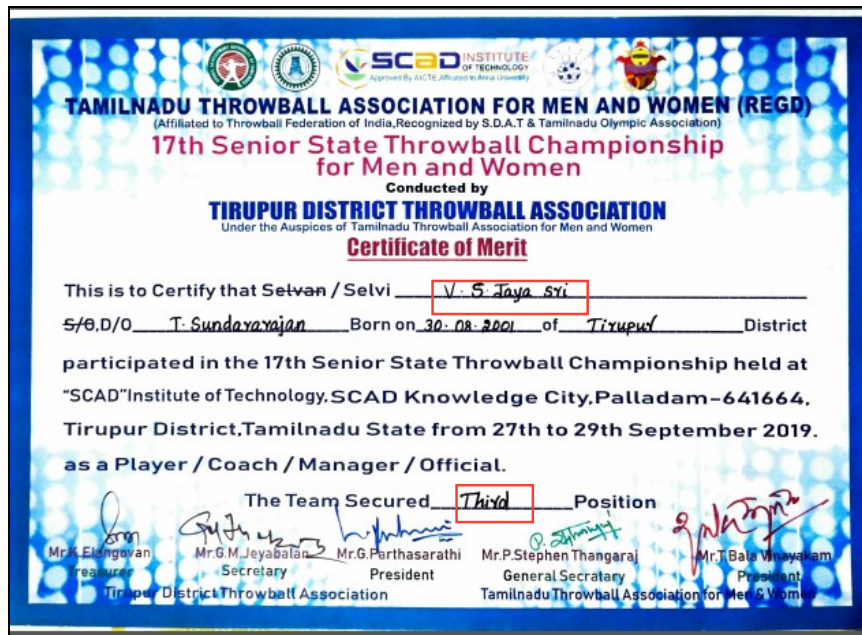 SCAD INSTITUTE OF TECHNOLOGY
Approved By AICTE, Affiliated to Anna University
TAMILNADU THROWBALL ASSOCIATION FOR MEN AND WOMEN (REGD)
(Affiliated to Throwball Federation of India,Recognized by S.D.A.T & Tamilnadu Olympic Association)
17th Senior State Throwball Championship
for Men and Women
Conducted by
TIRUPUR DISTRICT THROWBALL ASSOCIATION
Under the Auspices of Tamilnadu Throwball Association for Men and Women
Certificate of Merit
This is to Certify that Selvan / Selvi V. S. Jaya Sri
S/O,D/O T. Sundararajan Born on 30.08.2001 of Tirupur District
participated in the 17th Senior State Throwball Championship held at
"SCAD"Institute of Technology, SCAD Knowledge City,Palladam-641664,
Tirupur District,Tamilnadu State from 27th to 29th September 2019.
as a Player / Coach / Manager / Official.
The Team Secured Third Position
Mr.K.Elangovan Mr.G.M.Jeyabalan Mr.G.Parthasarathi Mr.P.Stephen Thangaraj Mr.T Bala Vinayakam
Treasurer Secretary President General Secratary President
Tirupur District Throwball Association Tamilnadu Throwball Association for Men & Women